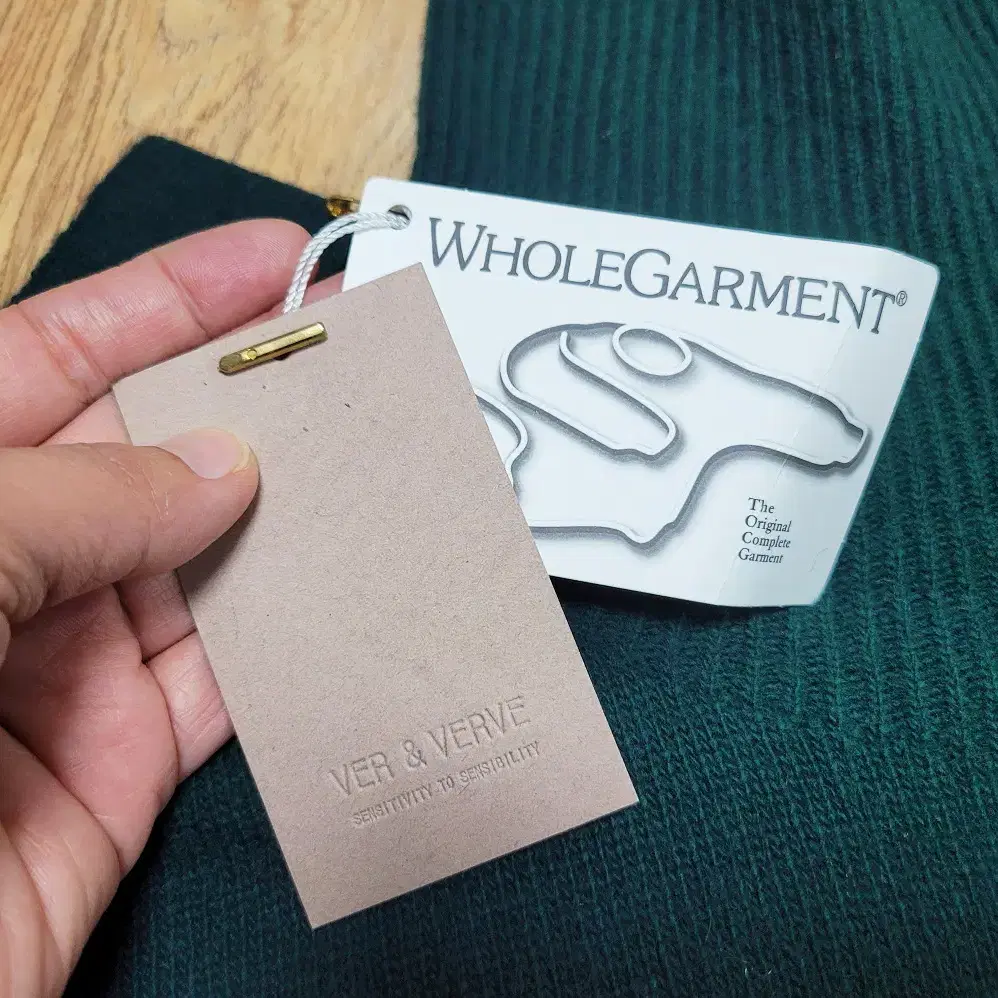 WHOLEGARMENT®
The
Original
Complete
Garment
VER & VERVE
SENSITIVITY TO SENSIBILITY